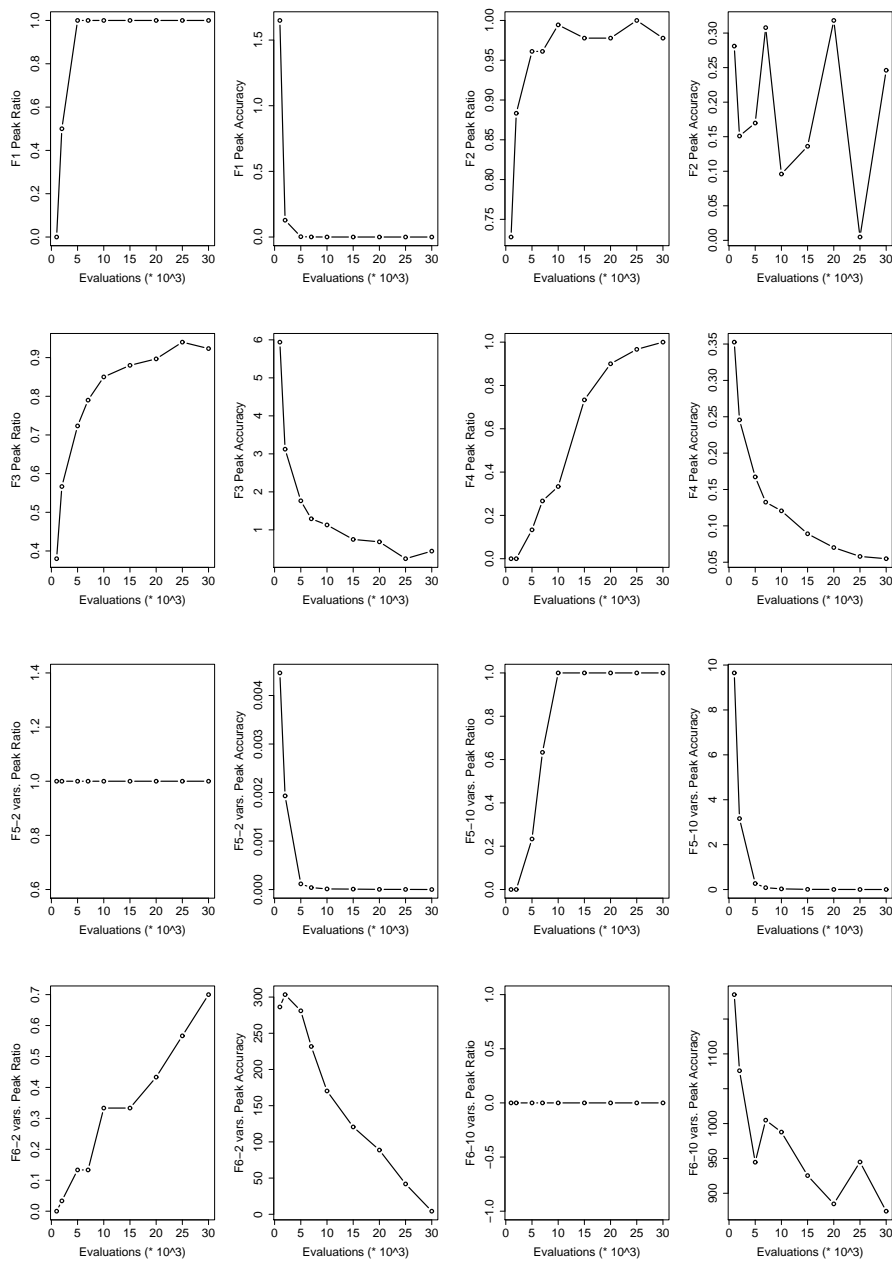 F1 Peak Ratio
0.0 0.2 0.4 0.6 0.8 1.0
0 5 10 15 20 25 30
Evaluations (* 10^3)
F1 Peak Accuracy
0.0 0.5 1.0 1.5
0 5 10 15 20 25 30
Evaluations (* 10^3)
F2 Peak Ratio
0.75 0.80 0.85 0.90 0.95 1.00
0 5 10 15 20 25 30
Evaluations (* 10^3)
F2 Peak Accuracy
0.00 0.05 0.10 0.15 0.20 0.25 0.30
0 5 10 15 20 25 30
Evaluations (* 10^3)
F3 Peak Ratio
0.4 0.5 0.6 0.7 0.8 0.9
0 5 10 15 20 25 30
Evaluations (* 10^3)
F3 Peak Accuracy
1 2 3 4 5 6
0 5 10 15 20 25 30
Evaluations (* 10^3)
F4 Peak Ratio
0.0 0.2 0.4 0.6 0.8 1.0
0 5 10 15 20 25 30
Evaluations (* 10^3)
F4 Peak Accuracy
0.05 0.10 0.15 0.20 0.25 0.30 0.35
0 5 10 15 20 25 30
Evaluations (* 10^3)
F5−2 vars. Peak Ratio
0.6 0.8 1.0 1.2 1.4
0 5 10 15 20 25 30
Evaluations (* 10^3)
F5−2 vars. Peak Accuracy
0.000 0.001 0.002 0.003 0.004
0 5 10 15 20 25 30
Evaluations (* 10^3)
F5−10 vars. Peak Ratio
0.0 0.2 0.4 0.6 0.8 1.0
0 5 10 15 20 25 30
Evaluations (* 10^3)
F5−10 vars. Peak Accuracy
0 2 4 6 8 10
0 5 10 15 20 25 30
Evaluations (* 10^3)
F6−2 vars. Peak Ratio
0.0 0.1 0.2 0.3 0.4 0.5 0.6 0.7
0 5 10 15 20 25 30
Evaluations (* 10^3)
F6−2 vars. Peak Accuracy
0 50 100 150 200 250 300
0 5 10 15 20 25 30
Evaluations (* 10^3)
F6−10 vars. Peak Ratio
−1.0 −0.5 0.0 0.5 1.0
0 5 10 15 20 25 30
Evaluations (* 10^3)
F6−10 vars. Peak Accuracy
900 950 1000 1100
0 5 10 15 20 25 30
Evaluations (* 10^3)